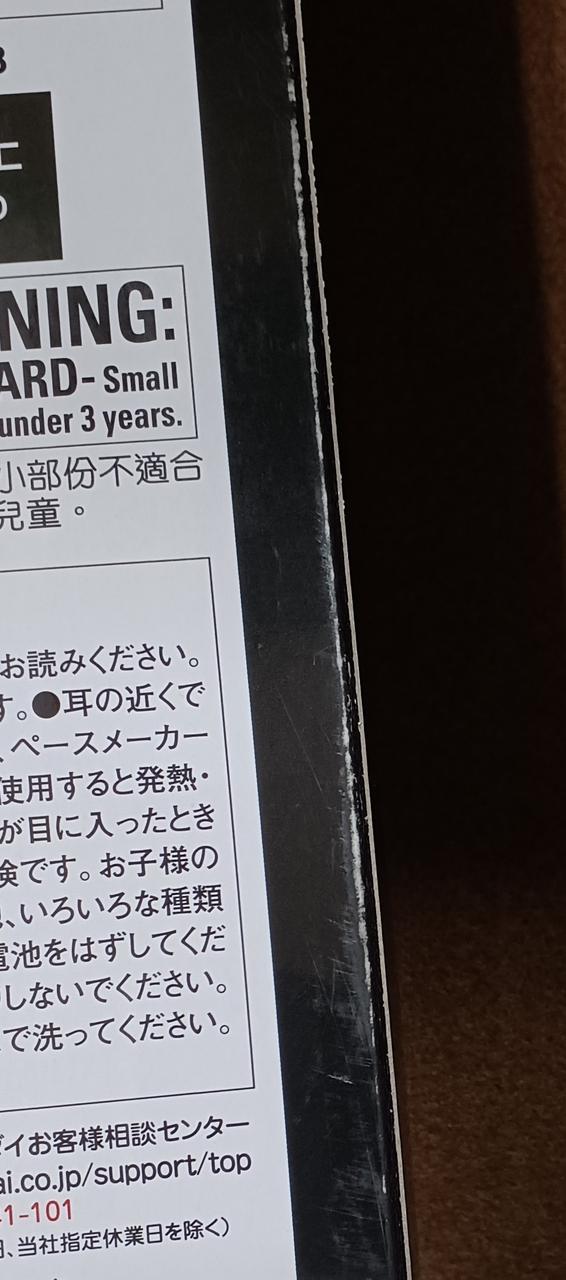 3
NING:
ARD- Small
under 3 years.
小部份不適合
兒童。
お読みください。
す。●耳の近くで
、ペースメーカー
使用すると発熱・
が目に入ったとき
険です。お子様の
、いろいろな種類
電池をはずしてくだ
しないでください。
で洗ってください。
イお客様相談センター
ai.co.jp/support/top
1-101
、当社指定休業日を除く）